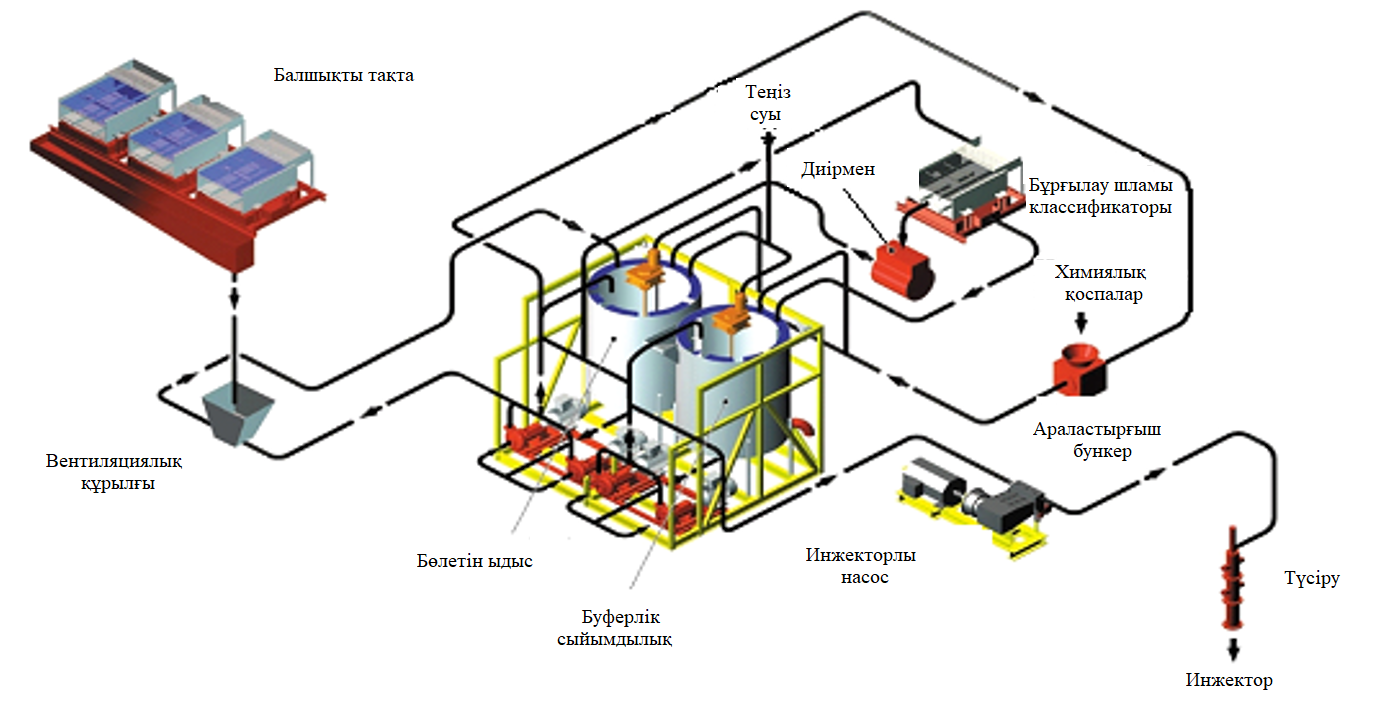 Балшықты тақта
Теңіз
суы
Диірмен
Бұрғылау шламы
классификаторы
Химиялық
қоспалар
Араластырғыш
бункер
Вентиляциялық
құрылғы
Бөлетін ыдыс
Инжекторлы
насос
Түсіру
Буферлік
сыйымдылық
Инжектор